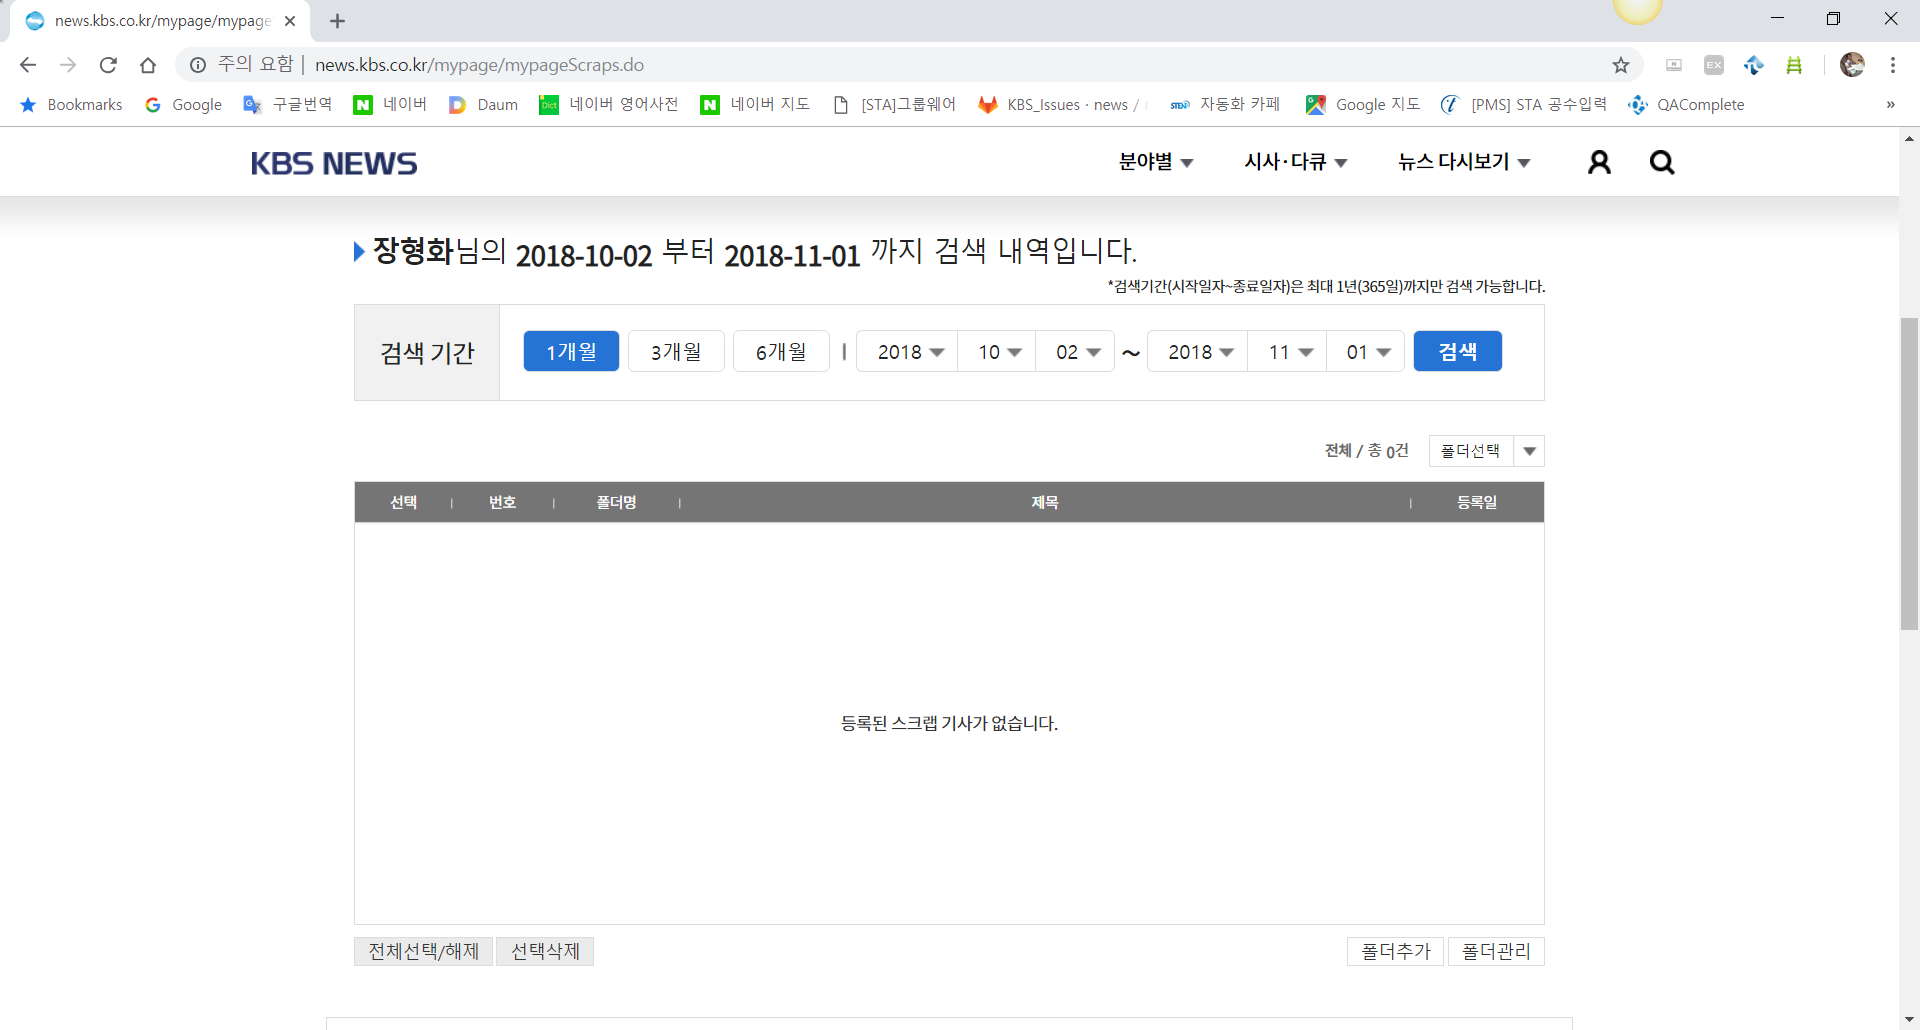 news.kbs.co.kr/mypage/mypage
주의 요함 | news.kbs.co.kr/mypage/mypageScraps.do
Bookmarks Google 구글번역 네이버 Daum 네이버 영어사전 네이버 지도 [STA]그룹웨어 KBS_Issues · news / 자동화 카페 Google 지도 [PMS] STA 공수입력 QAComplete »
KBS NEWS 분야별 시사·다큐 뉴스 다시보기
장형화님의 2018-10-02 부터 2018-11-01 까지 검색 내역입니다.
*검색기간(시작일자~종료일자)은 최대 1년(365일)까지만 검색 가능합니다.
검색 기간 1개월 3개월 6개월 | 2018 10 02 ~ 2018 11 01 검색
전체 / 총 0건 폴더선택
선택 | 번호 | 폴더명 | 제목 | 등록일
등록된 스크랩 기사가 없습니다.
전체선택/해제 선택삭제 폴더추가 폴더관리